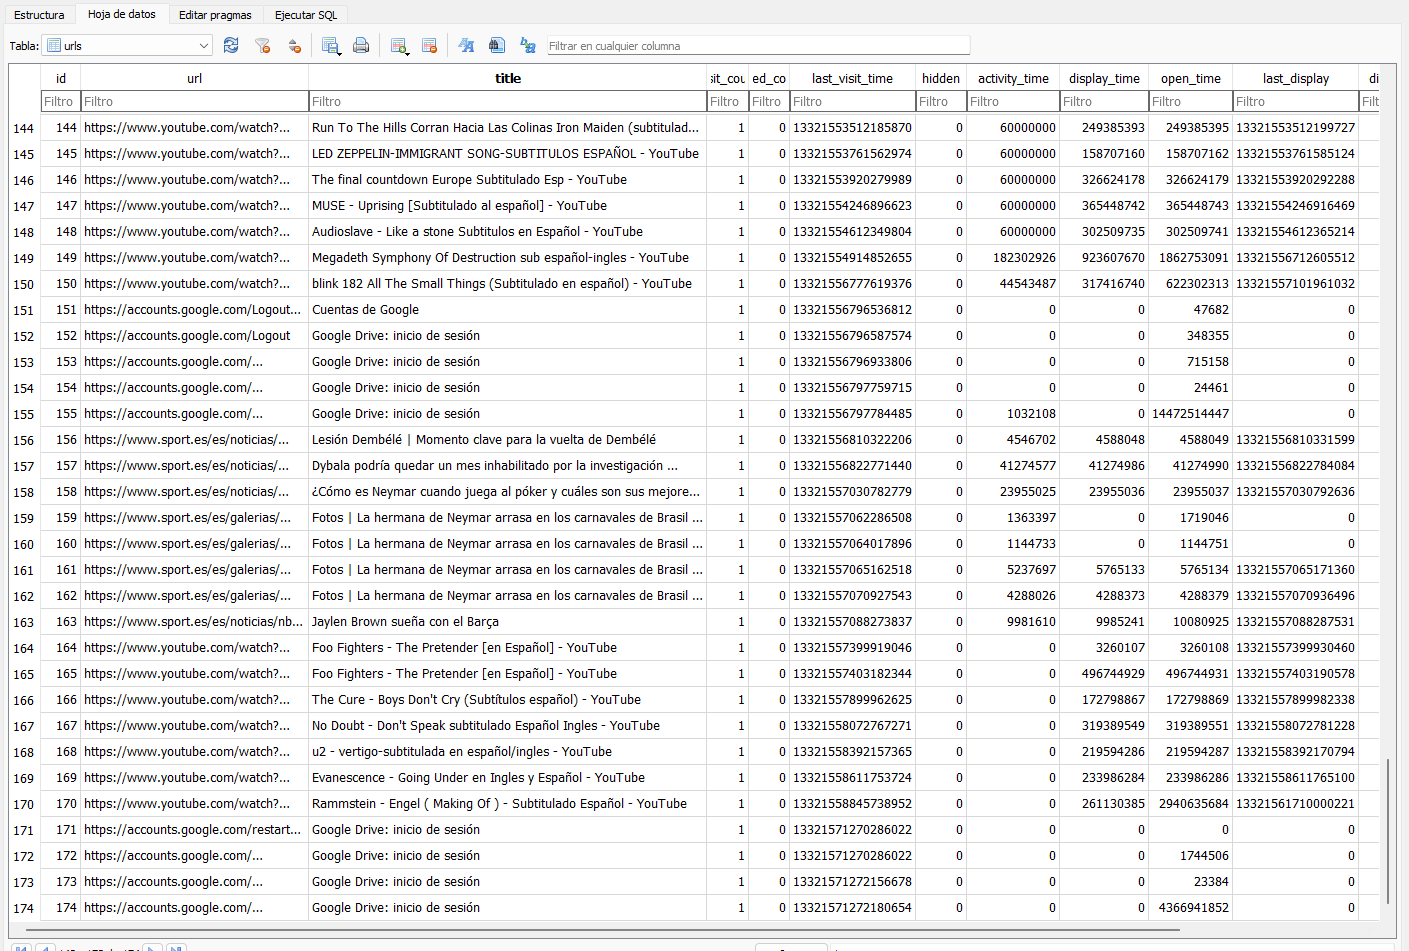 Estructura Hoja de datos Editar pragmas Ejecutar SQL
Tabla: urls Filtrar en cualquier columna
id url title sit_cou ed_co last_visit_time hidden activity_time display_time open_time last_display di
Filtro Filtro Filtro Filtro Filtro Filtro Filtro Filtro Filtro Filtro Filtro Filt
144 144 https://www.youtube.com/watch?... Run To The Hills Corran Hacia Las Colinas Iron Maiden (subtitulad... 1 0 13321553512185870 0 60000000 249385393 249385395 13321553512199727
145 145 https://www.youtube.com/watch?... LED ZEPPELIN-IMMIGRANT SONG-SUBTITULOS ESPAÑOL - YouTube 1 0 13321553761562974 0 60000000 158707160 158707162 13321553761585124
146 146 https://www.youtube.com/watch?... The final countdown Europe Subtitulado Esp - YouTube 1 0 13321553920279989 0 60000000 326624178 326624179 13321553920292288
147 147 https://www.youtube.com/watch?... MUSE - Uprising [Subtitulado al español] - YouTube 1 0 13321554246896623 0 60000000 365448742 365448743 13321554246916469
148 148 https://www.youtube.com/watch?... Audioslave - Like a stone Subtitulos en Español - YouTube 1 0 13321554612349804 0 60000000 302509735 302509741 13321554612365214
149 149 https://www.youtube.com/watch?... Megadeth Symphony Of Destruction sub español-ingles - YouTube 1 0 13321554914852655 0 182302926 923607670 1862753091 13321556712605512
150 150 https://www.youtube.com/watch?... blink 182 All The Small Things (Subtitulado en español) - YouTube 1 0 13321556777619376 0 44543487 317416740 622302313 13321557101961032
151 151 https://accounts.google.com/Logout... Cuentas de Google 1 0 13321556796536812 0 0 0 47682 0
152 152 https://accounts.google.com/Logout Google Drive: inicio de sesión 1 0 13321556796587574 0 0 0 348355 0
153 153 https://accounts.google.com/... Google Drive: inicio de sesión 1 0 13321556796933806 0 0 0 715158 0
154 154 https://accounts.google.com/... Google Drive: inicio de sesión 1 0 13321556797759715 0 0 0 24461 0
155 155 https://accounts.google.com/... Google Drive: inicio de sesión 1 0 13321556797784485 0 1032108 0 14472514447 0
156 156 https://www.sport.es/es/noticias/... Lesión Dembélé | Momento clave para la vuelta de Dembélé 1 0 13321556810322206 0 4546702 4588048 4588049 13321556810331599
157 157 https://www.sport.es/es/noticias/... Dybala podría quedar un mes inhabilitado por la investigación ... 1 0 13321556822771440 0 41274577 41274986 41274990 13321556822784084
158 158 https://www.sport.es/es/noticias/... ¿Cómo es Neymar cuando juega al póker y cuáles son sus mejore... 1 0 13321557030782779 0 23955025 23955036 23955037 13321557030792636
159 159 https://www.sport.es/es/galerias/... Fotos | La hermana de Neymar arrasa en los carnavales de Brasil ... 1 0 13321557062286508 0 1363397 0 1719046 0
160 160 https://www.sport.es/es/galerias/... Fotos | La hermana de Neymar arrasa en los carnavales de Brasil ... 1 0 13321557064017896 0 1144733 0 1144751 0
161 161 https://www.sport.es/es/galerias/... Fotos | La hermana de Neymar arrasa en los carnavales de Brasil ... 1 0 13321557065162518 0 5237697 5765133 5765134 13321557065171360
162 162 https://www.sport.es/es/galerias/... Fotos | La hermana de Neymar arrasa en los carnavales de Brasil ... 1 0 13321557070927543 0 4288026 4288373 4288379 13321557070936496
163 163 https://www.sport.es/es/noticias/nb... Jaylen Brown sueña con el Barça 1 0 13321557088273837 0 9981610 9985241 10080925 13321557088287531
164 164 https://www.youtube.com/watch?... Foo Fighters - The Pretender [en Español] - YouTube 1 0 13321557399919046 0 0 3260107 3260108 13321557399930460
165 165 https://www.youtube.com/watch?... Foo Fighters - The Pretender [en Español] - YouTube 1 0 13321557403182344 0 0 496744929 496744931 13321557403190578
166 166 https://www.youtube.com/watch?... The Cure - Boys Don't Cry (Subtítulos español) - YouTube 1 0 13321557899962625 0 0 172798867 172798869 13321557899982338
167 167 https://www.youtube.com/watch?... No Doubt - Don't Speak subtitulado Español Ingles - YouTube 1 0 13321558072767271 0 0 319389549 319389551 13321558072781228
168 168 https://www.youtube.com/watch?... u2 - vertigo-subtitulada en español/ingles - YouTube 1 0 13321558392157365 0 0 219594286 219594287 13321558392170794
169 169 https://www.youtube.com/watch?... Evanescence - Going Under en Ingles y Español - YouTube 1 0 13321558611753724 0 0 233986284 233986286 13321558611765100
170 170 https://www.youtube.com/watch?... Rammstein - Engel ( Making Of ) - Subtitulado Español - YouTube 1 0 13321558845738952 0 0 261130385 2940635684 13321561710000221
171 171 https://accounts.google.com/restart... Google Drive: inicio de sesión 1 0 13321571270286022 0 0 0 0 0
172 172 https://accounts.google.com/... Google Drive: inicio de sesión 1 0 13321571270286022 0 0 0 1744506 0
173 173 https://accounts.google.com/... Google Drive: inicio de sesión 1 0 13321571272156678 0 0 0 23384 0
174 174 https://accounts.google.com/... Google Drive: inicio de sesión 1 0 13321571272180654 0 0 0 4366941852 0